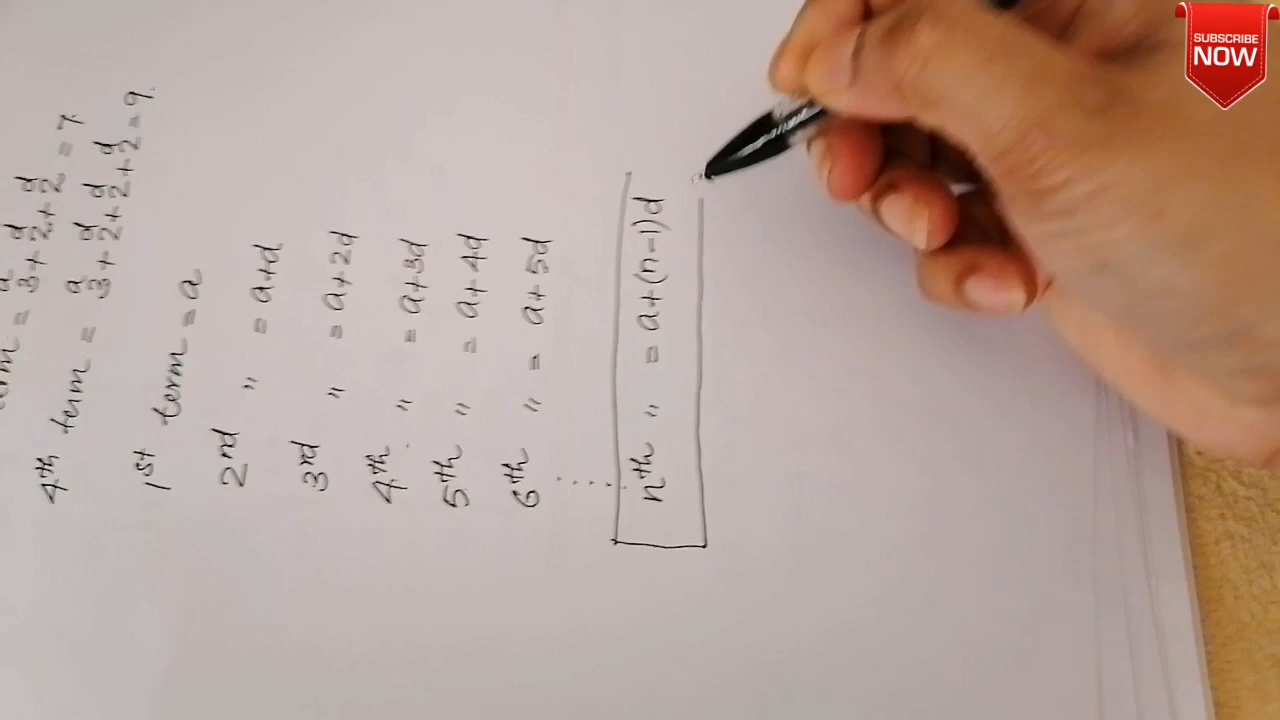 term = 3 + 2 + 2 = 7.
4th term = 3 + 2 + 2 + 2 = 9.
1st term = a
2nd " = a+d
3rd " = a+2d
4th " = a+3d
5th " = a+4d
6th " = a+5d
.....
nth " = a+(n-1)d
SUBSCRIBE
NOW